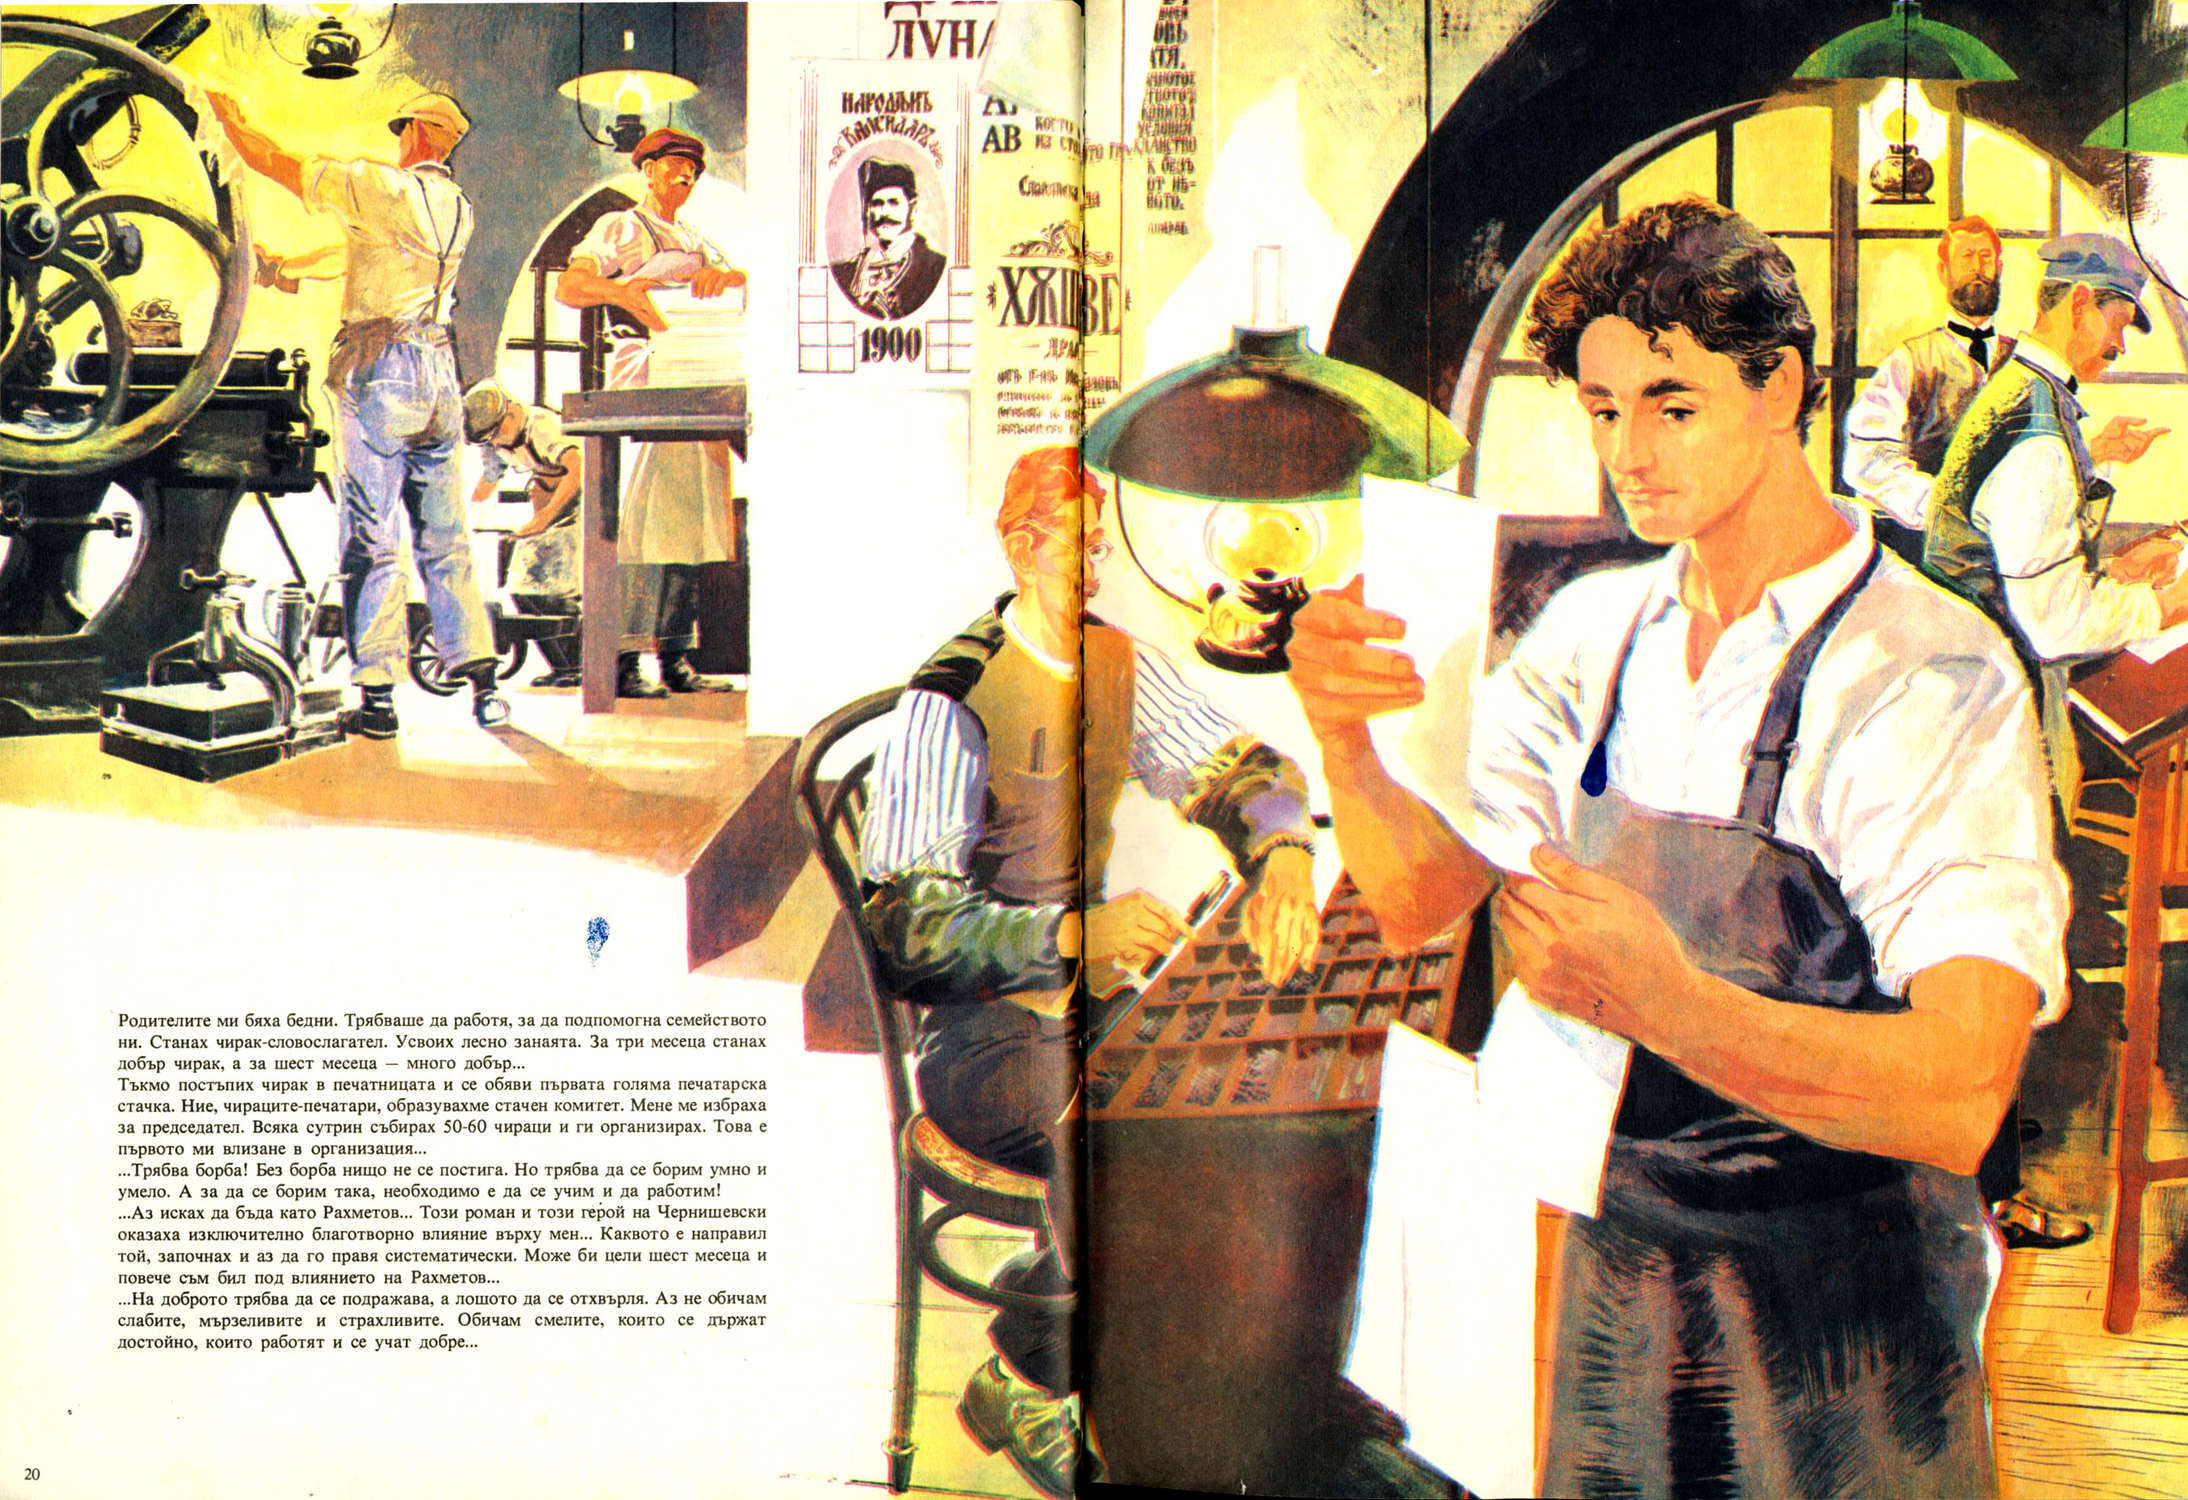 ЛУНА
НАРОДЪНЪ
КАЛЕНДАРЪ
1900
АВ
ДРА
Родителите ми бяха бедни. Трябваше да работя, за да подпомогна семейството
ни. Станах чирак-словослагател. Усвоих лесно занаята. За три месеца станах
добър чирак, а за шест месеца — много добър...
Тъкмо постъпих чирак в печатницата и се обяви първата голяма печатарска
стачка. Ние, чираците-печатари, образувахме стачен комитет. Мене ме избраха
за председател. Всяка сутрин събирах 50-60 чираци и ги организирах. Това е
първото ми влизане в организация...
...Трябва борба! Без борба нищо не се постига. Но трябва да се борим умно и
умело. А за да се борим така, необходимо е да се учим и да работим!
...Аз исках да бъда като Рахметов... Този роман и този герой на Чернишевски
оказаха изключително благотворно влияние върху мен... Каквото е направил
той, започнах и аз да го правя систематически. Може би цели шест месеца и
повече съм бил под влиянието на Рахметов...
...На доброто трябва да се подражава, а лошото да се отхвърля. Аз не обичам
слабите, мързеливите и страхливите. Обичам смелите, които се държат
достойно, които работят и се учат добре...
20